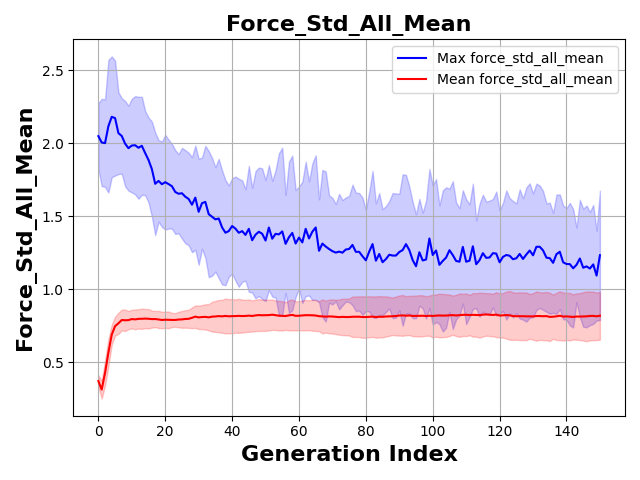 Force_Std_All_Mean
Max force_std_all_mean
Mean force_std_all_mean
Force_Std_All_Mean
2.5
2.0
1.5
1.0
0.5
0 20 40 60 80 100 120 140
Generation Index